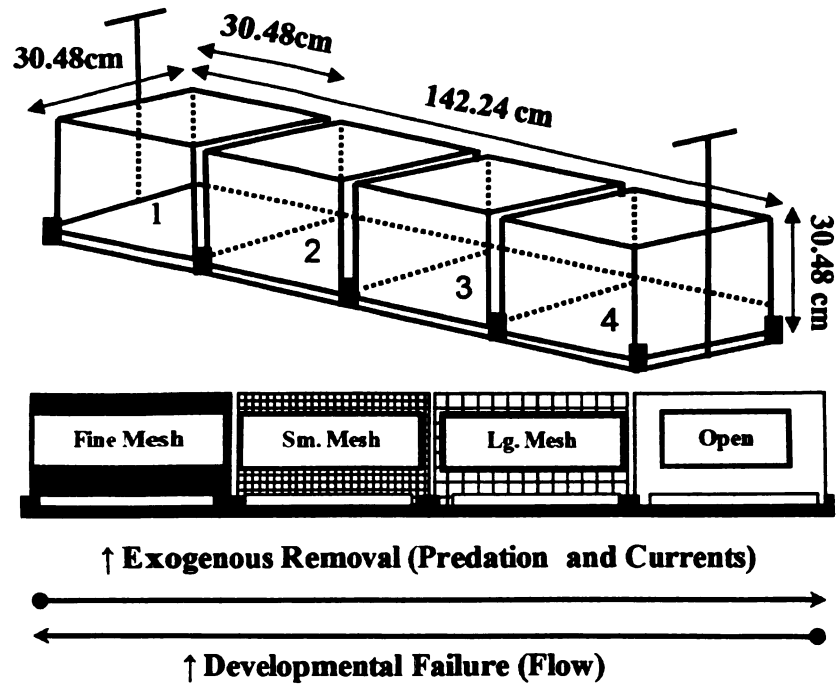 30.48cm
30.48cm
142.24 cm
30.48 cm
1
2
3
4
Fine Mesh
Sm. Mesh
Lg. Mesh
Open
↑ Exogenous Removal (Predation and Currents)
↑ Developmental Failure (Flow)